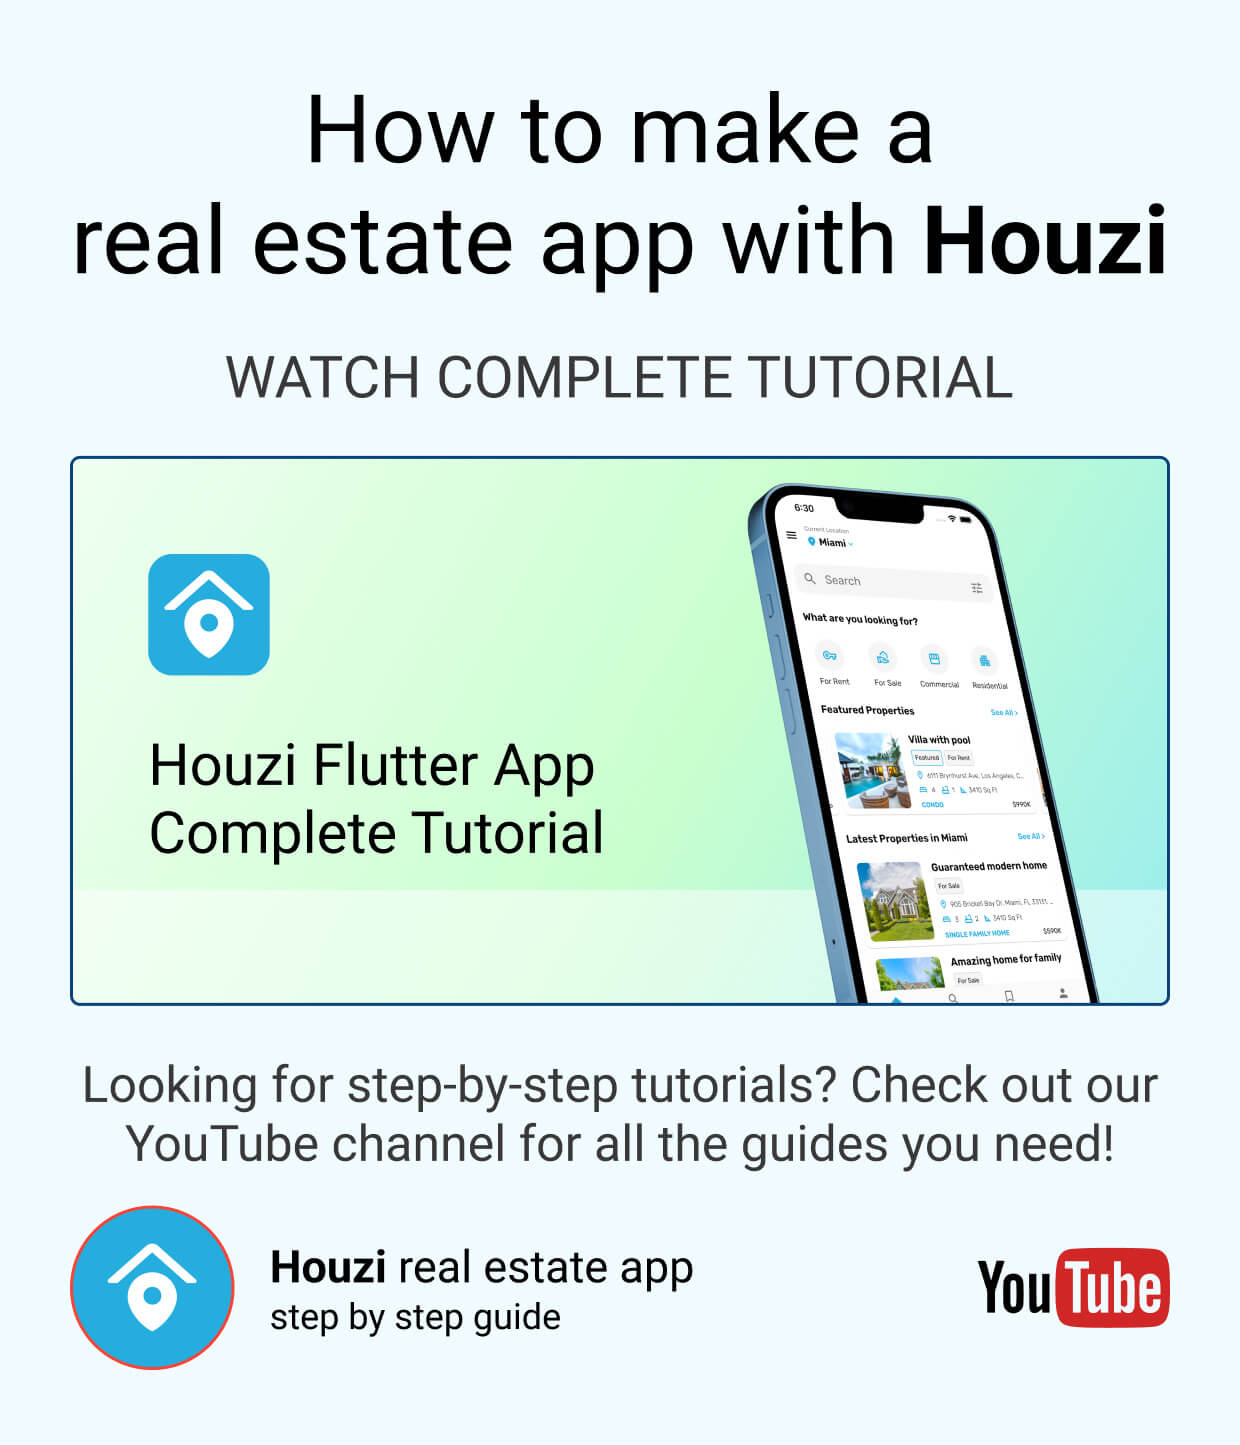 How to make a
real estate app with Houzi
WATCH COMPLETE TUTORIAL
Houzi Flutter App
Complete Tutorial
6:30
Current Location
Miami
Search
What are you looking for?
For Rent
For Sale
Commercial
Residential
Featured Properties
See All >
Villa with pool
Featured
For Rent
6111 Brynhurst Ave, Los Angeles, C...
4 1 3410 Sq Ft
CONDO
$990K
Latest Properties in Miami
See All >
Guaranteed modern home
For Sale
905 Brickell Bay Dr, Miami, FL 33131, ...
3 2 3410 Sq Ft
SINGLE FAMILY HOME
$590K
Amazing home for family
For Sale
Looking for step-by-step tutorials? Check out our
YouTube channel for all the guides you need!
Houzi real estate app
step by step guide
YouTube